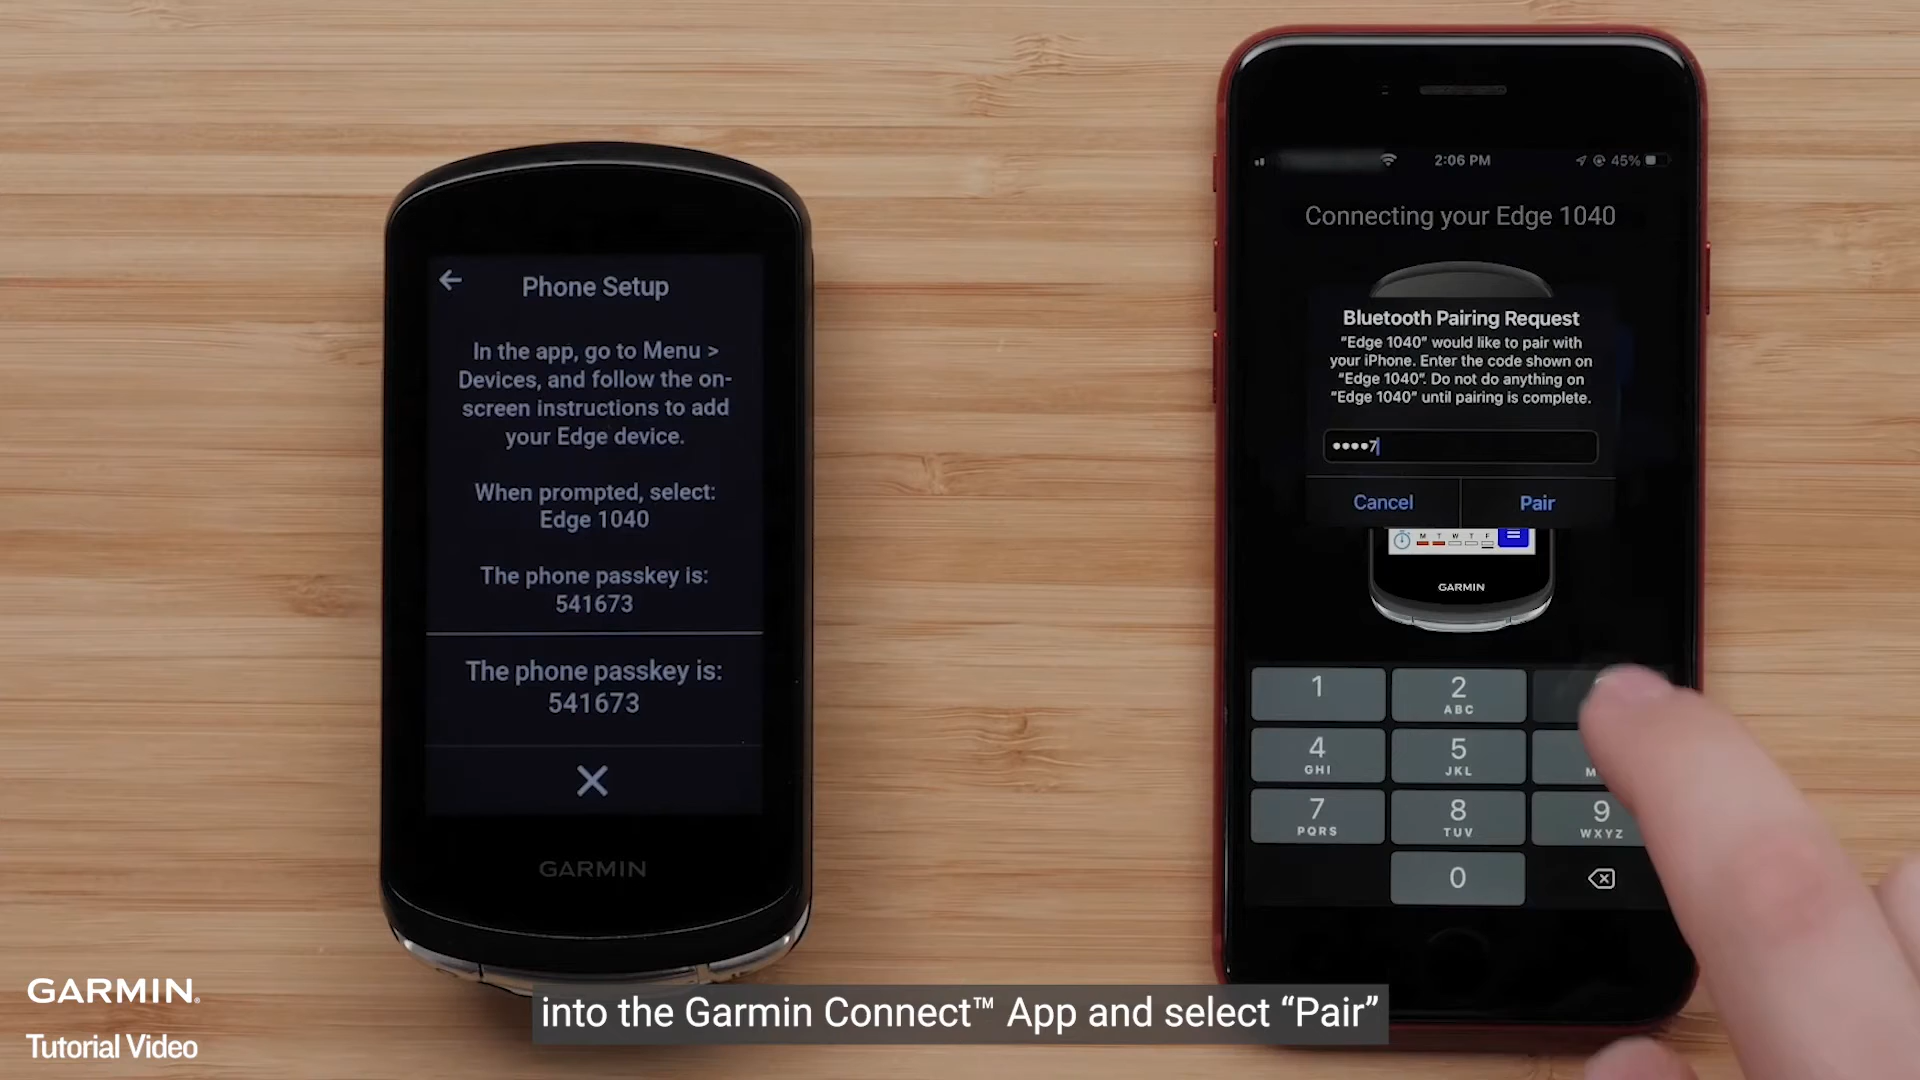 Phone Setup
In the app, go to Menu >
Devices, and follow the on-
screen instructions to add
your Edge device.
When prompted, select:
Edge 1040
The phone passkey is:
541673
The phone passkey is:
541673
GARMIN
2:06 PM
45%
Connecting your Edge 1040
Bluetooth Pairing Request
“Edge 1040” would like to pair with
your iPhone. Enter the code shown on
“Edge 1040”. Do not do anything on
“Edge 1040” until pairing is complete.
••••7
Cancel Pair
M T W T F
GARMIN
1 2
ABC
4 5
GHI JKL M
7 8 9
PQRS TUV WXYZ
0
GARMIN.
Tutorial Video
into the Garmin Connect™ App and select “Pair”